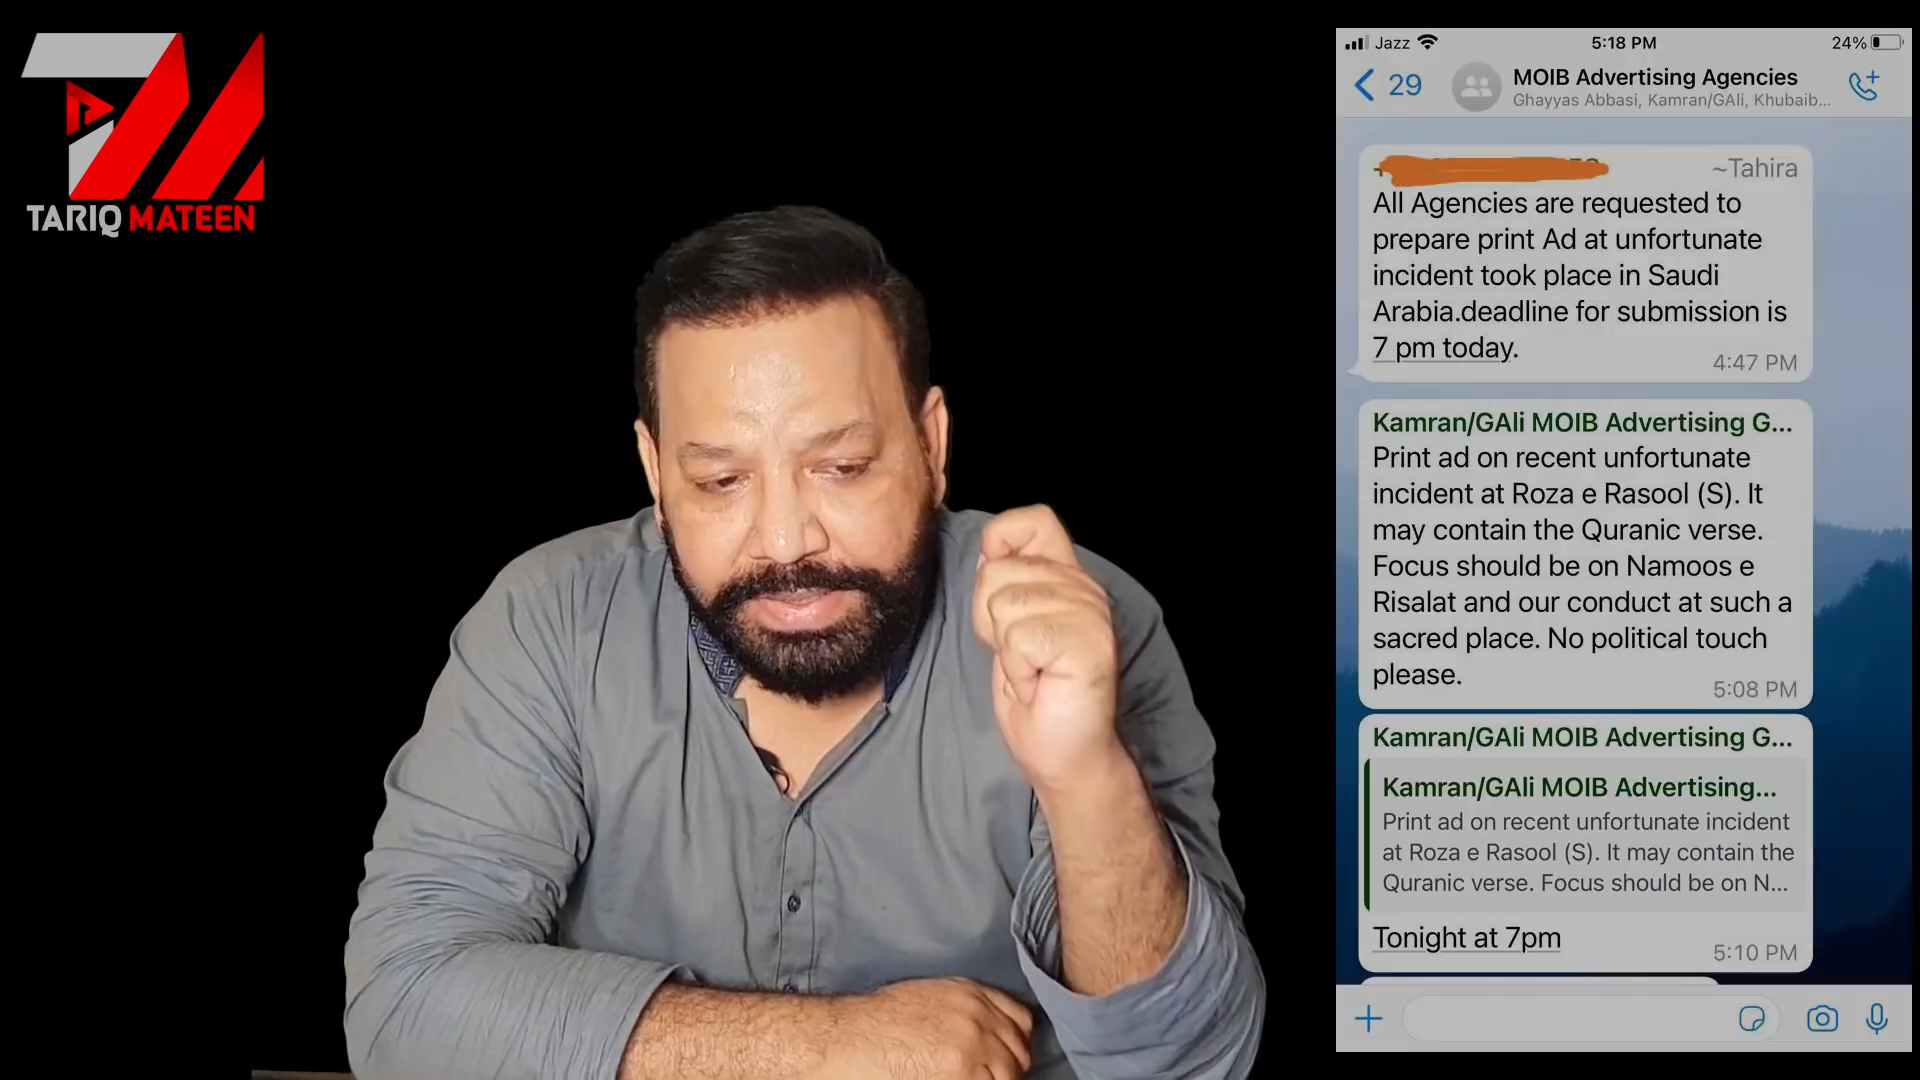 TARIQ MATEEN
Jazz
5:18 PM
24%
29
MOIB Advertising Agencies
Ghayyas Abbasi, Kamran/GAli, Khubaib...
~Tahira
All Agencies are requested to
prepare print Ad at unfortunate
incident took place in Saudi
Arabia.deadline for submission is
7 pm today.
4:47 PM
Kamran/GAli MOIB Advertising G...
Print ad on recent unfortunate
incident at Roza e Rasool (S). It
may contain the Quranic verse.
Focus should be on Namoos e
Risalat and our conduct at such a
sacred place. No political touch
please.
5:08 PM
Kamran/GAli MOIB Advertising G...
Kamran/GAli MOIB Advertising...
Print ad on recent unfortunate incident
at Roza e Rasool (S). It may contain the
Quranic verse. Focus should be on N...
Tonight at 7pm
5:10 PM